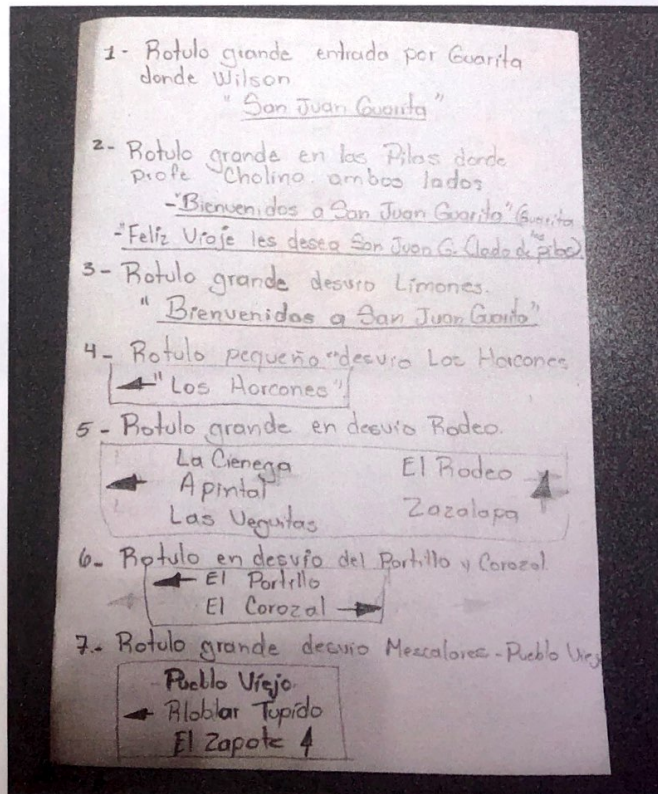 1- Rotulo grande entrada por Guarita
donde Wilson
"San Juan Guarita"
2- Rotulo grande en las Pilas donde
profe Cholino ambos lados
-"Bienvenidos a San Juan Guarita" (Guarita
-"Feliz Viaje les desea San Juan G. (lado de las pilas)
3- Rotulo grande desvio Limones.
"Bienvenidos a San Juan Guarita"
4- Rotulo pequeño "desvio Los Horcones
"Los Horcones"
5- Rotulo grande en desvio Rodeo.
La Cienega El Rodeo
Apintal
Las Veguitas Zazalapa
6- Rotulo en desvio del Portillo y Corozal
El Portillo
El Corozal
7.- Rotulo grande desvio Mescalores-Pueblo Viejo
Pueblo Viejo
Tupido
El Zapote